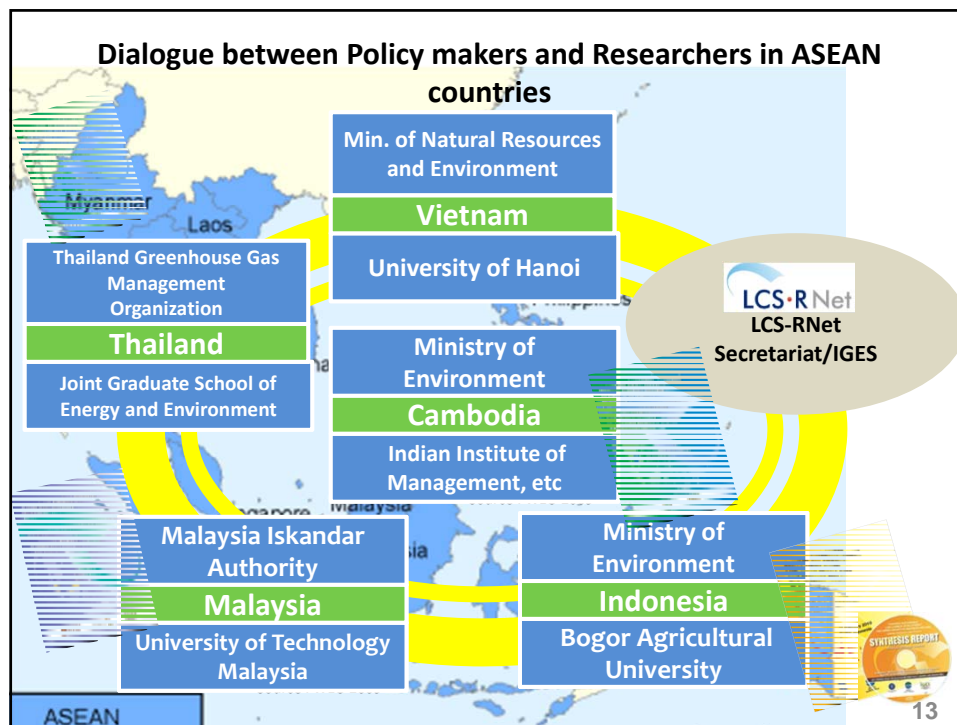 Dialogue between Policy makers and Researchers in ASEAN
countries
Min. of Natural Resources
and Environment
Vietnam
University of Hanoi
Myanmar
Laos
Thailand Greenhouse Gas
Management
Organization
Thailand
Joint Graduate School of
Energy and Environment
Philippines
LCS·RNet
LCS-RNet
Secretariat/IGES
Ministry of
Environment
Cambodia
Indian Institute of
Management, etc
Malaysia
Malaysia Iskandar
Authority
Malaysia
University of Technology
Malaysia
Ministry of
Environment
Indonesia
Bogor Agricultural
University
SYNTHESIS REPORT
ASEAN
13